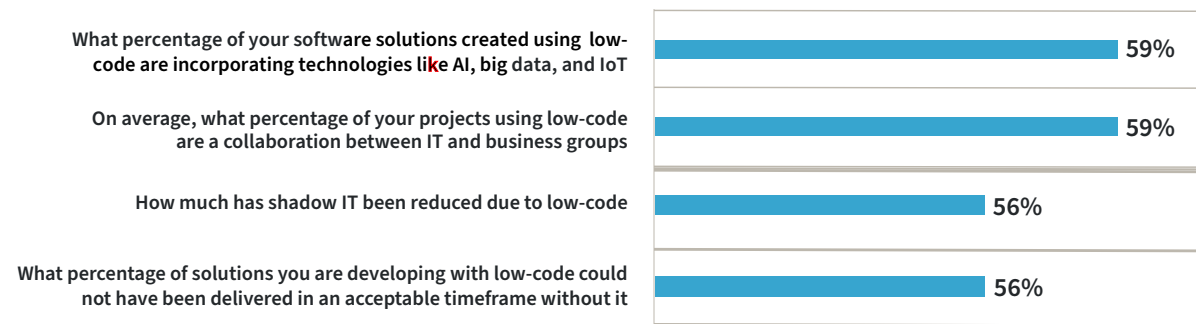 What percentage of your software solutions created using low-
code are incorporating technologies like AI, big data, and IoT
59%
On average, what percentage of your projects using low-code
are a collaboration between IT and business groups
59%
How much has shadow IT been reduced due to low-code
56%
What percentage of solutions you are developing with low-code could
not have been delivered in an acceptable timeframe without it
56%